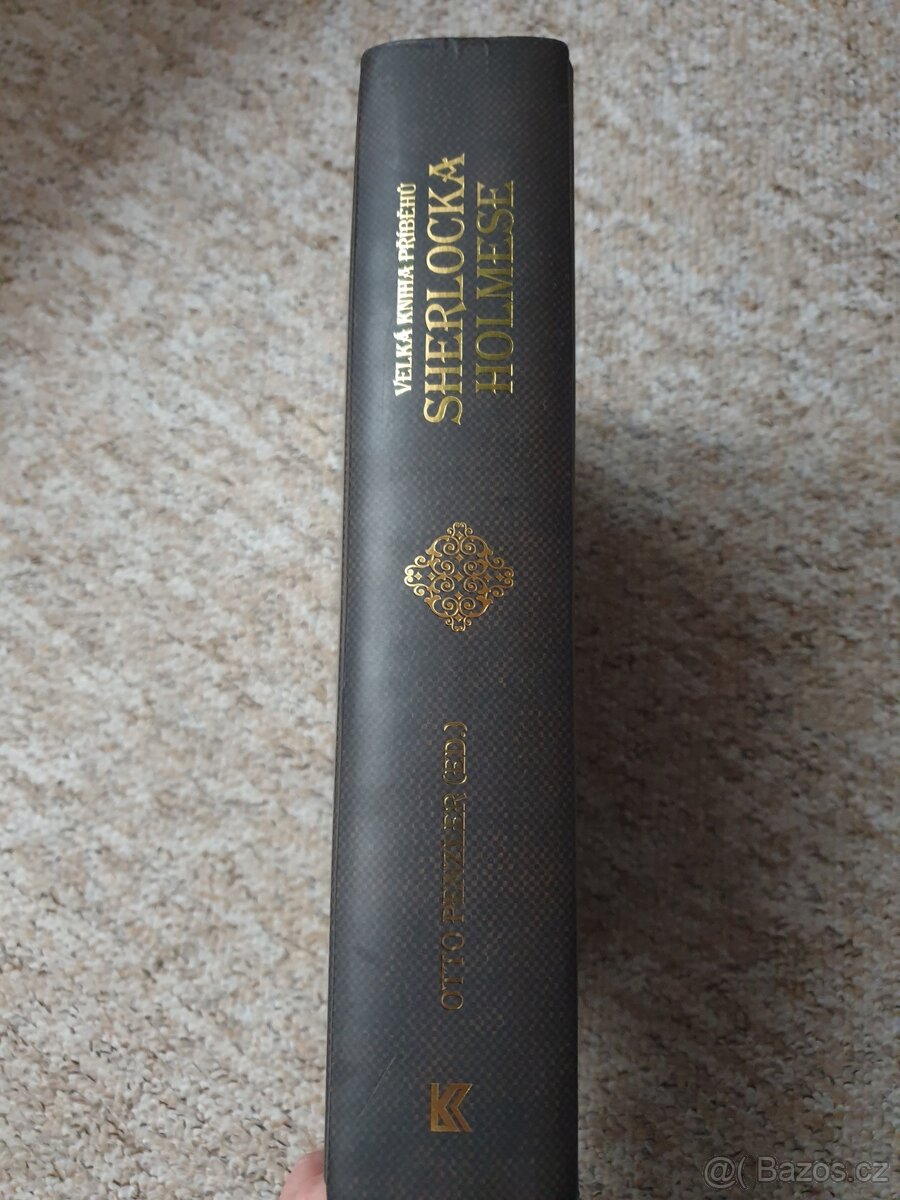 VELKÁ KNIHA PŘÍBĚHŮ
SHERLOCKA
HOLMESE
OTTO PENZLER (ED.)
K
@( Bazos.cz